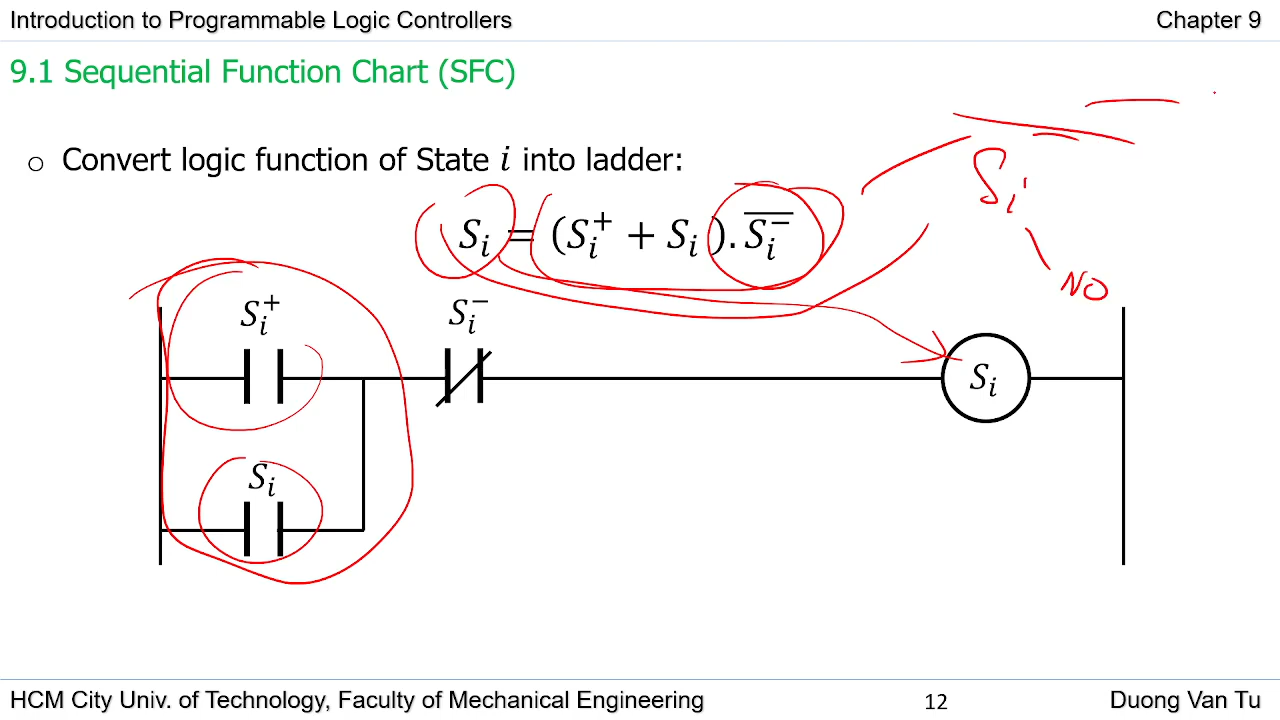 Introduction to Programmable Logic Controllers Chapter 9
9.1 Sequential Function Chart (SFC)
○ Convert logic function of State i into ladder:
Sᵢ
Sᵢ = (Sᵢ⁺ + Sᵢ).S̅ᵢ̅⁻̅
NO
Sᵢ⁺ Sᵢ⁻
Sᵢ
Sᵢ
HCM City Univ. of Technology, Faculty of Mechanical Engineering 12 Duong Van Tu